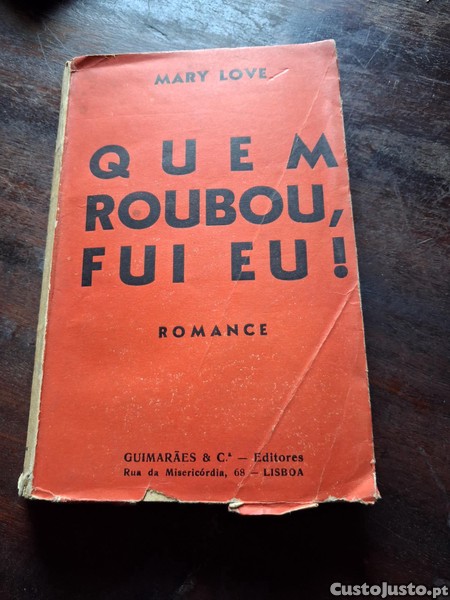 MARY LOVE
QUEM
ROUBOU,
FUI EU!
ROMANCE
GUIMARÃES & C.ª — Editores
Rua da Misericórdia, 68 — LISBOA
CustoJusto.pt